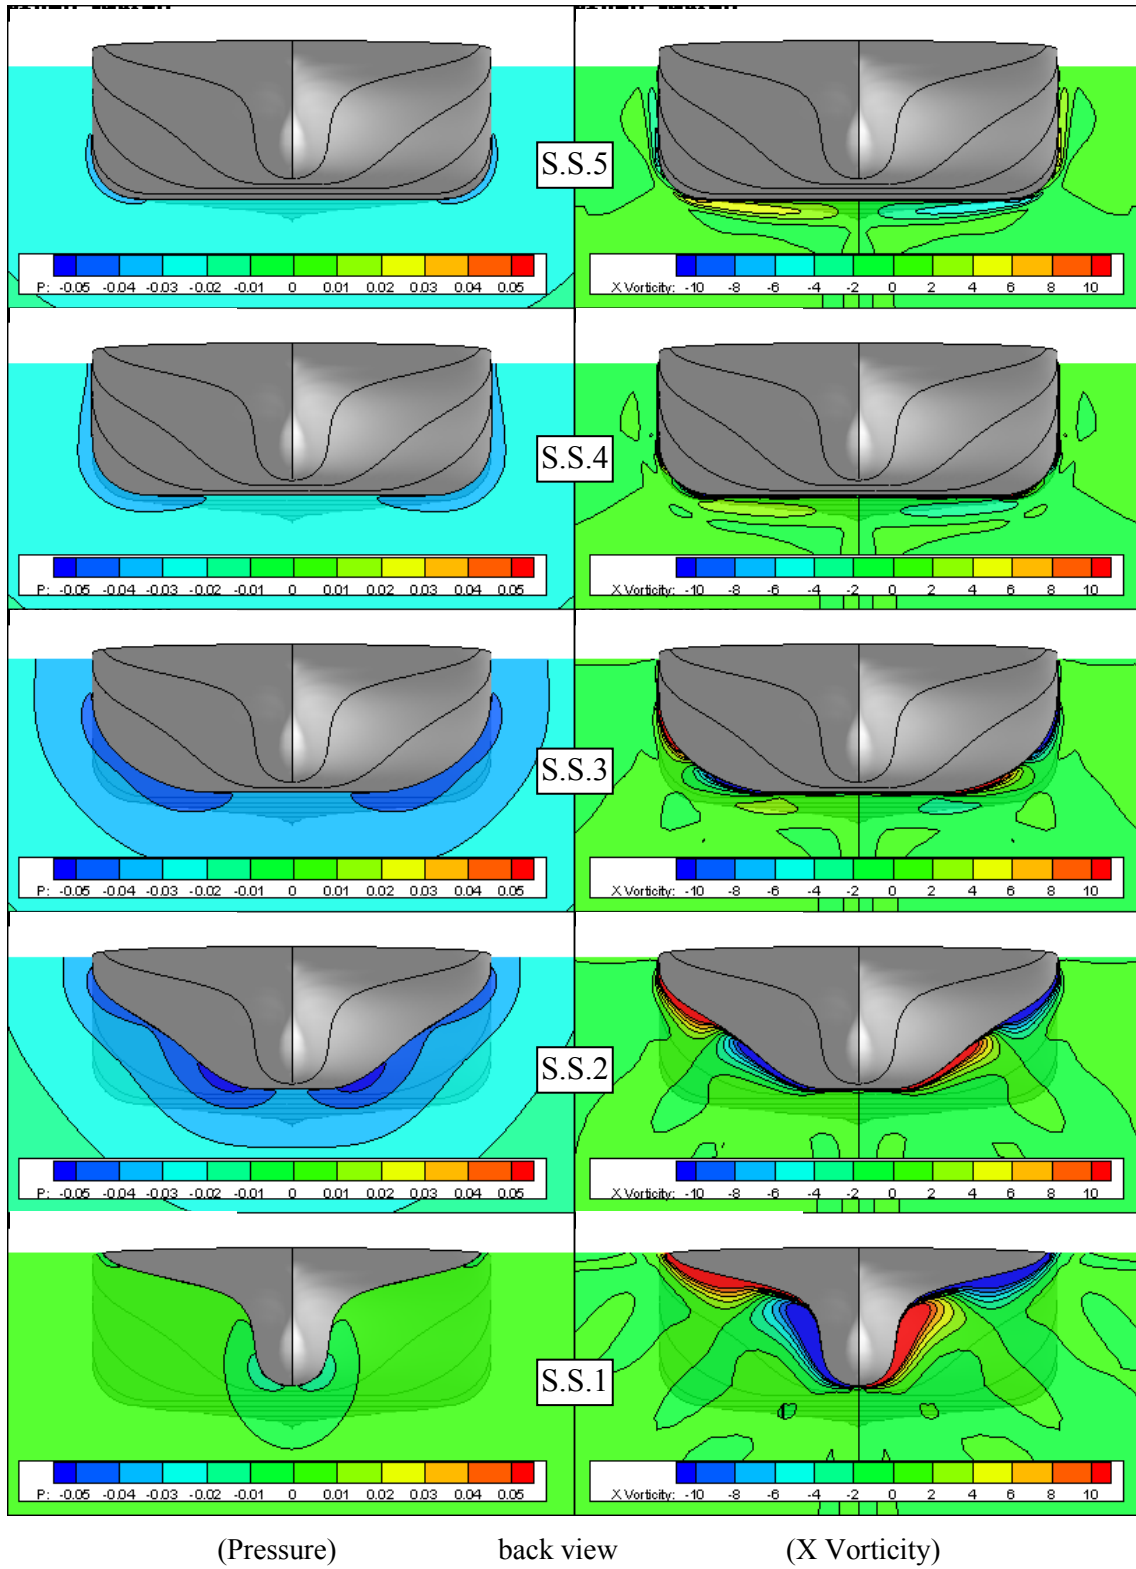 S.S.5
P: -0.05 -0.04 -0.03 -0.02 -0.01 0 0.01 0.02 0.03 0.04 0.05
X Vorticity: -10 -8 -6 -4 -2 0 2 4 6 8 10
S.S.4
P: -0.05 -0.04 -0.03 -0.02 -0.01 0 0.01 0.02 0.03 0.04 0.05
X Vorticity: -10 -8 -6 -4 -2 0 2 4 6 8 10
S.S.3
P: -0.05 -0.04 -0.03 -0.02 -0.01 0 0.01 0.02 0.03 0.04 0.05
X Vorticity: -10 -8 -6 -4 -2 0 2 4 6 8 10
S.S.2
P: -0.05 -0.04 -0.03 -0.02 -0.01 0 0.01 0.02 0.03 0.04 0.05
X Vorticity: -10 -8 -6 -4 -2 0 2 4 6 8 10
S.S.1
P: -0.05 -0.04 -0.03 -0.02 -0.01 0 0.01 0.02 0.03 0.04 0.05
X Vorticity: -10 -8 -6 -4 -2 0 2 4 6 8 10
(Pressure) back view (X Vorticity)